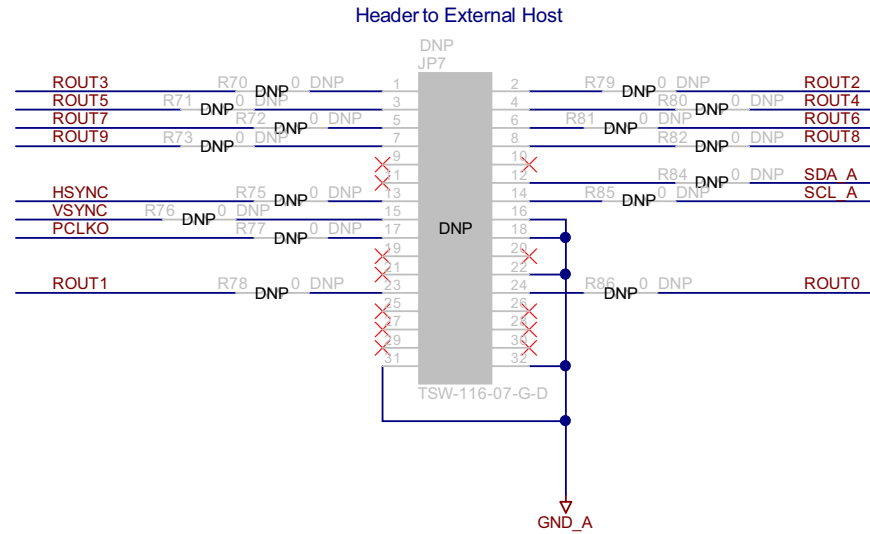 Header to External Host
DNP
JP7
ROUT3 R70 DNP 0 DNP 1 2 R79 DNP 0 DNP ROUT2
ROUT5 R71 DNP 0 DNP 3 4 R80 DNP 0 DNP ROUT4
ROUT7 R72 DNP 0 DNP 5 6 R81 DNP 0 DNP ROUT6
ROUT9 R73 DNP 0 DNP 7 8 R82 DNP 0 DNP ROUT8
9 10
11 12 R84 DNP 0 DNP SDA_A
HSYNC R75 DNP 0 DNP 13 14 R85 DNP 0 DNP SCL_A
VSYNC R76 DNP 0 DNP 15 16
PCLKO R77 DNP 0 DNP 17 DNP 18
19 20
21 22
ROUT1 R78 DNP 0 DNP 23 24 R86 DNP 0 DNP ROUT0
25 26
27 28
29 30
31 32
TSW-116-07-G-D
GND_A